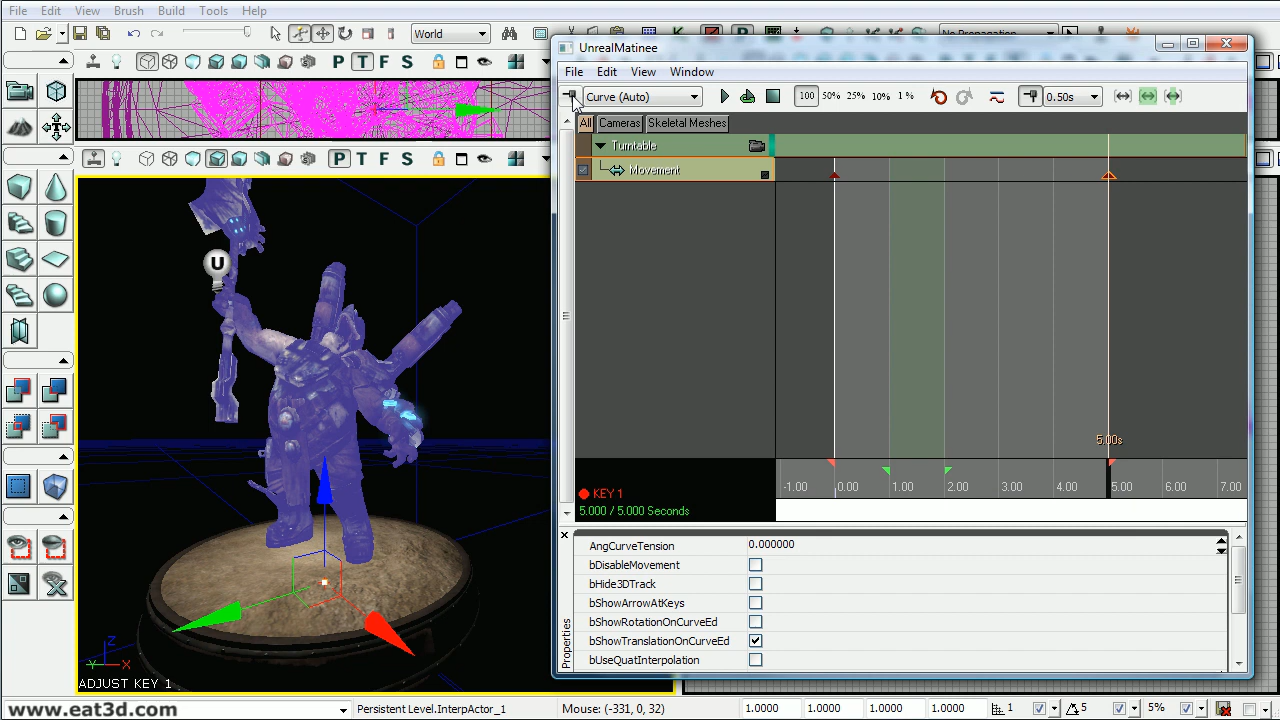 File Edit View Brush Build Tools Help
World
No Propagation
P T F S
P T F S
U
ADJUST KEY 1
Z
Y X
UnrealMatinee
File Edit View Window
Curve (Auto)
100 50% 25% 10% 1%
0.50s
All Cameras Skeletal Meshes
Turntable
Movement
5.00s
-1.00 0.00 1.00 2.00 3.00 4.00 5.00 6.00 7.00
KEY 1
5.000 / 5.000 Seconds
Properties
AngCurveTension 0.000000
bDisableMovement
bHide3DTrack
bShowArrowAtKeys
bShowRotationOnCurveEd
bShowTranslationOnCurveEd
bUseQuatInterpolation
www.eat3d.com
Persistent Level.InterpActor_1
Mouse: (-331, 0, 32)
1.0000 1.0000 1.0000 1.0000
1
5
5%